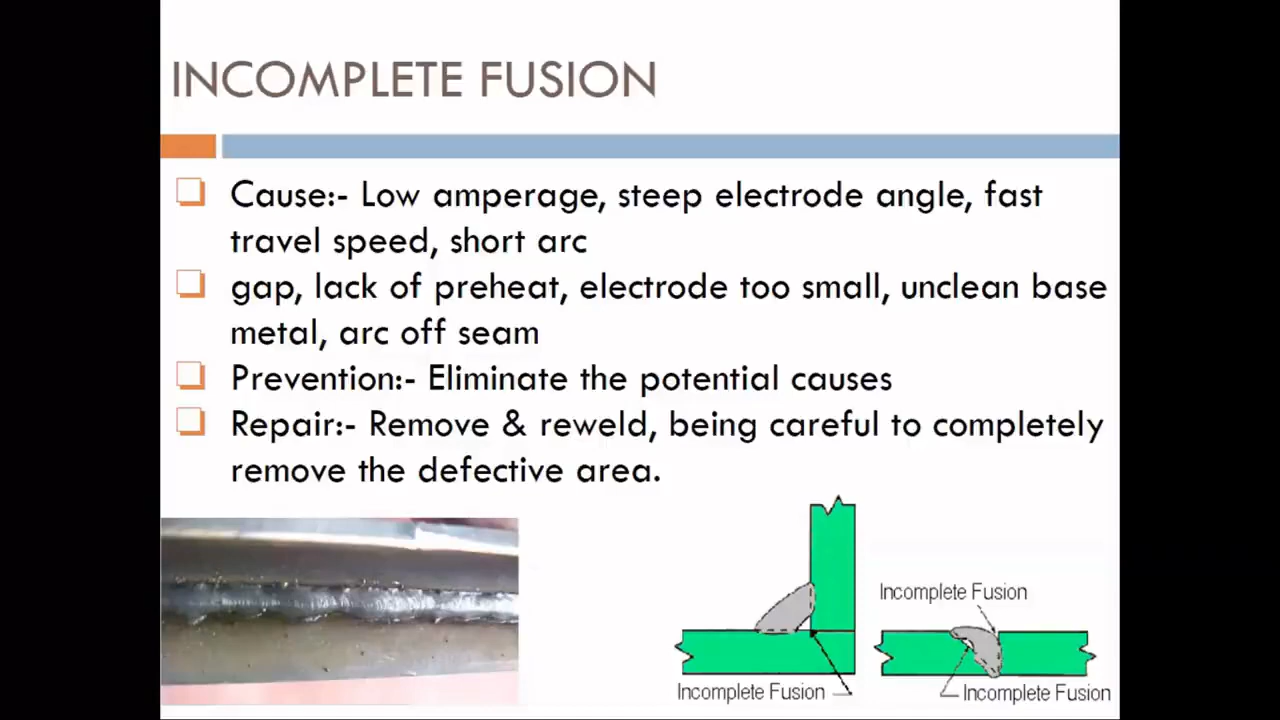 INCOMPLETE FUSION
Cause:- Low amperage, steep electrode angle, fast
travel speed, short arc
gap, lack of preheat, electrode too small, unclean base
metal, arc off seam
Prevention:- Eliminate the potential causes
Repair:- Remove & reweld, being careful to completely
remove the defective area.
Incomplete Fusion
Incomplete Fusion
Incomplete Fusion